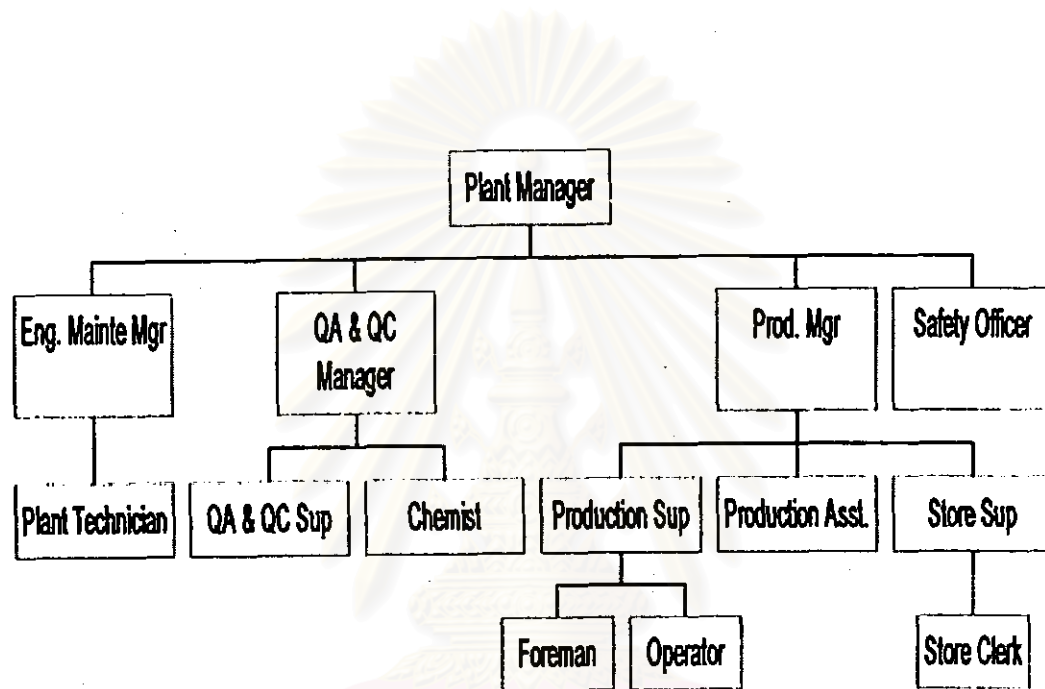 Plant Manager
Eng. Mainte Mgr
QA & QC
Manager
Prod. Mgr
Safety Officer
Plant Technician
QA & QC Sup
Chemist
Production Sup
Production Asst.
Store Sup
Foreman
Operator
Store Clerk